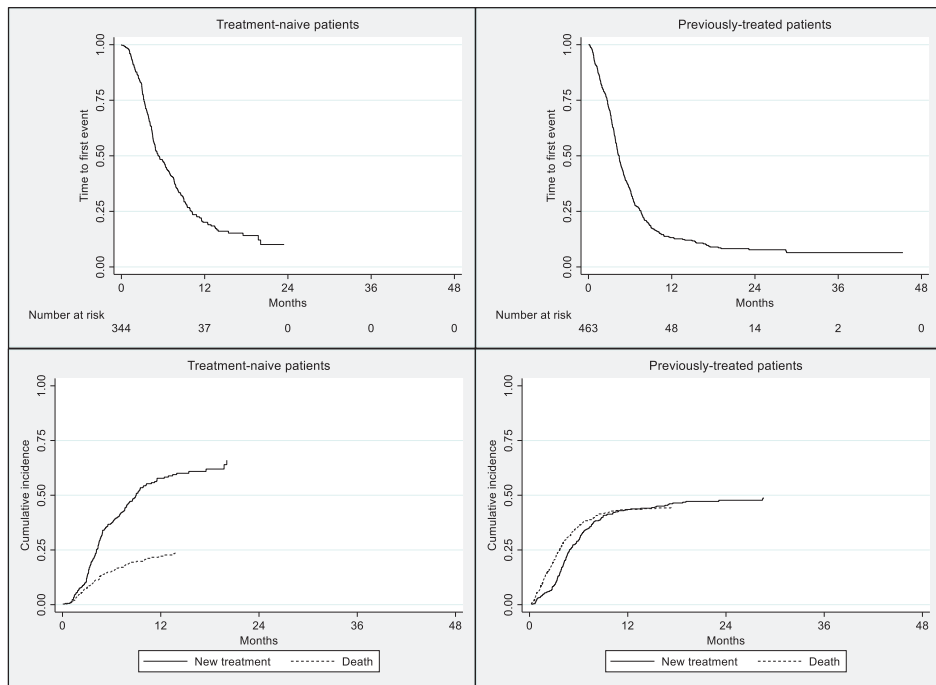 Treatment-naive patients
Time to first event
1.00
0.75
0.50
0.25
0.00
0 12 24 36 48
Months
Number at risk
344 37 0 0 0
Previously-treated patients
Time to first event
1.00
0.75
0.50
0.25
0.00
0 12 24 36 48
Months
Number at risk
463 48 14 2 0
Treatment-naive patients
Cumulative incidence
1.00
0.75
0.50
0.25
0.00
0 12 24 36 48
Months
New treatment Death
Previously-treated patients
Cumulative incidence
1.00
0.75
0.50
0.25
0.00
0 12 24 36 48
Months
New treatment Death